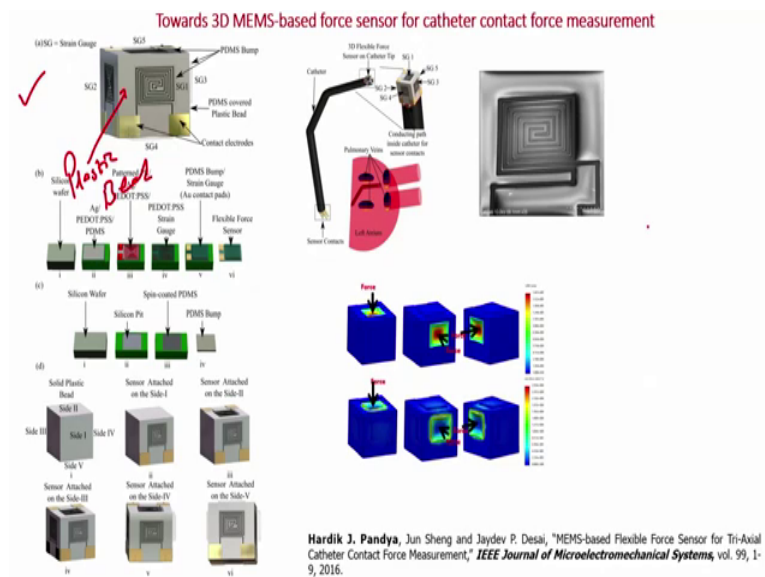 Towards 3D MEMS-based force sensor for catheter contact force measurement
(a)SG = Strain Gauge
SG5
PDMS Bump
SG2
SG1
SG3
PDMS covered
Plastic Bead
Contact electrodes
SG4
Plastic
Bead
3D Flexible Force
Sensor on Catheter Tip
Catheter
SG 1
SG 5
SG 2
SG 3
SG 4
Conducting path
inside catheter for
sensor contacts
Pulmonary Veins
Left Atrium
Sensor Contacts
(b)
Silicon
wafer
Ag/
PEDOT:PSS/
PDMS
Patterned
PEDOT:PSS/
PEDOT:PSS
Strain
Gauge
PDMS Bump/
Strain Gauge
(Au contact pads)
Flexible Force
Sensor
i
ii
iii
iv
v
vi
(c)
Silicon Wafer
Silicon Pit
Spin-coated PDMS
PDMS Bump
i
ii
iii
iv
(d)
Solid Plastic
Bead
Side II
Side III
Side I
Side IV
Side V
i
Sensor Attached
on the Side-I
ii
Sensor Attached
on the Side-II
iii
Sensor Attached
on the Side-III
iv
Sensor Attached
on the Side-IV
v
Sensor Attached
on the Side-V
vi
Force
Force
Force
Force
Hardik J. Pandya, Jun Sheng and Jaydev P. Desai, "MEMS-based Flexible Force Sensor for Tri-Axial
Catheter Contact Force Measurement," IEEE Journal of Microelectromechanical Systems, vol. 99, 1-
9, 2016.